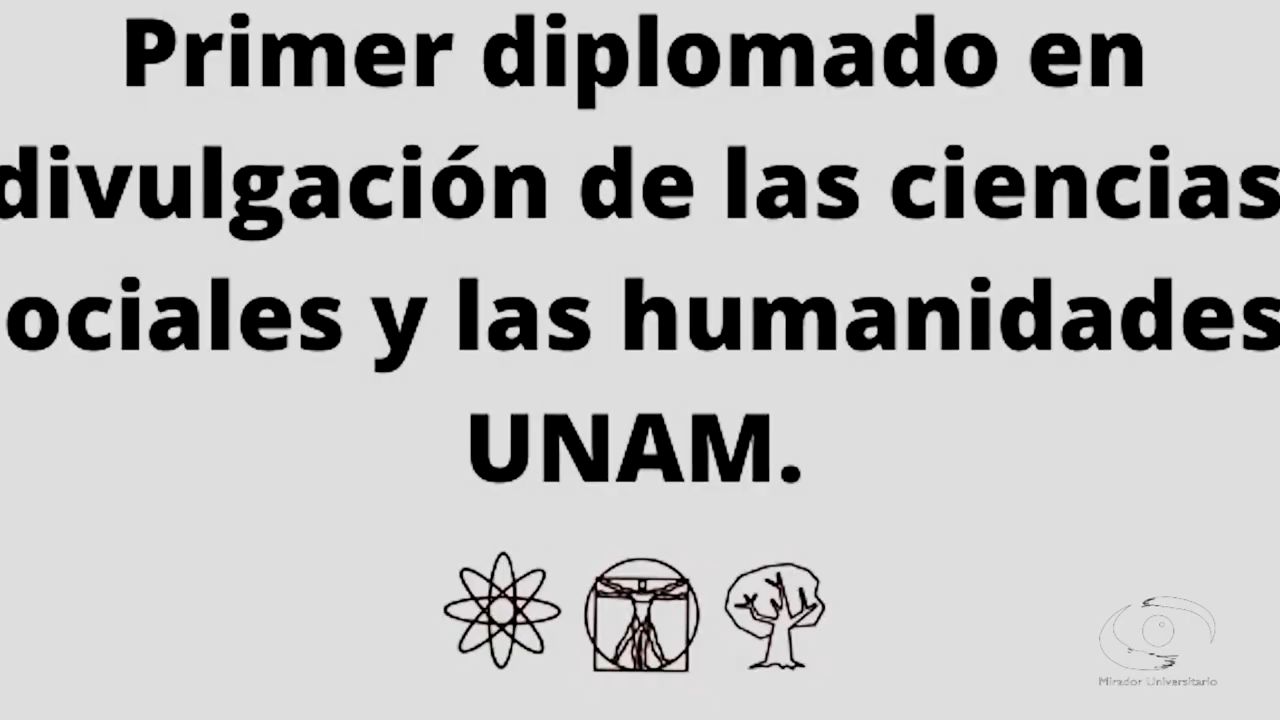 Primer diplomado en
divulgación de las ciencias
ociales y las humanidades
UNAM.
Mirador Universitario